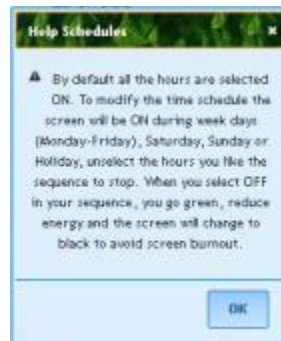 Help Schedules
By default all the hours are selected
ON. To modify the time schedule the
screen will be ON during week days
(Monday-Friday), Saturday, Sunday or
Holiday, unselect the hours you like the
sequence to stop. When you select OFF
in your sequence, you go green, reduce
energy and the screen will change to
black to avoid screen burnout.
OK